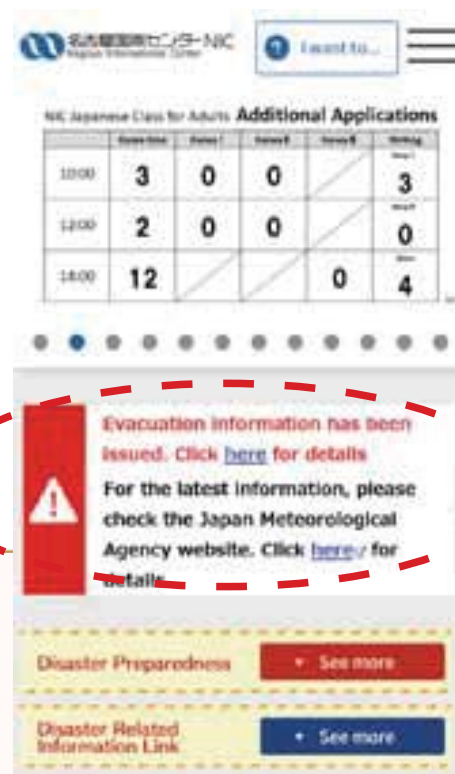 名古屋国際センター NIC
Nagoya International Center
I want to...
NIC Japanese Class for Adults Additional Applications
10:00 3 0 0 3
12:00 2 0 0 0
18:00 12 0 4
Evacuation information has been
issued. Click here for details
For the latest information, please
check the Japan Meteorological
Agency website. Click here for
details
Disaster Preparedness
See more
Disaster Related
Information Link
See more